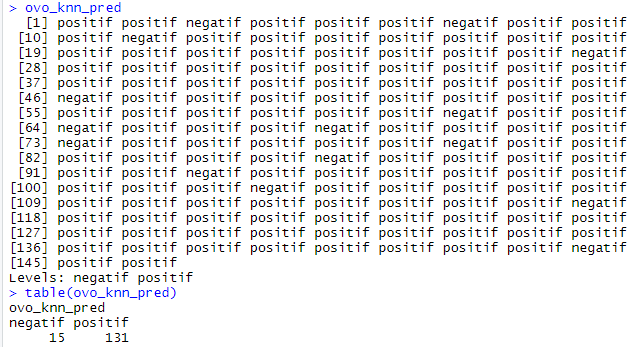 > ovo_knn_pred
[1] positif positif negatif positif positif positif negatif positif positif
[10] positif negatif positif positif positif positif positif positif positif
[19] positif positif positif positif positif positif positif positif negatif
[28] positif positif positif positif positif positif positif positif positif
[37] positif positif positif positif positif positif positif positif positif
[46] negatif positif positif positif positif positif positif positif positif
[55] positif positif positif positif positif positif negatif positif positif
[64] negatif positif positif positif negatif positif positif positif positif
[73] negatif positif positif positif positif positif negatif positif positif
[82] positif positif positif positif negatif positif positif positif positif
[91] positif positif negatif positif positif positif positif positif positif
[100] positif positif positif negatif positif positif positif positif positif
[109] positif positif positif positif positif positif positif positif negatif
[118] positif positif positif positif positif positif positif positif positif
[127] positif positif positif positif positif positif positif positif positif
[136] positif positif positif positif positif positif positif positif negatif
[145] positif positif
Levels: negatif positif
> table(ovo_knn_pred)
ovo_knn_pred
negatif positif
15 131